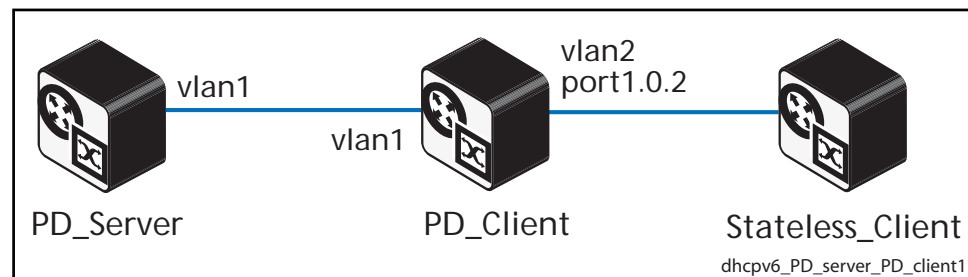 vlan1
vlan1
vlan2
port1.0.2
PD_Server
PD_Client
Stateless_Client
dhcpv6_PD_server_PD_client1